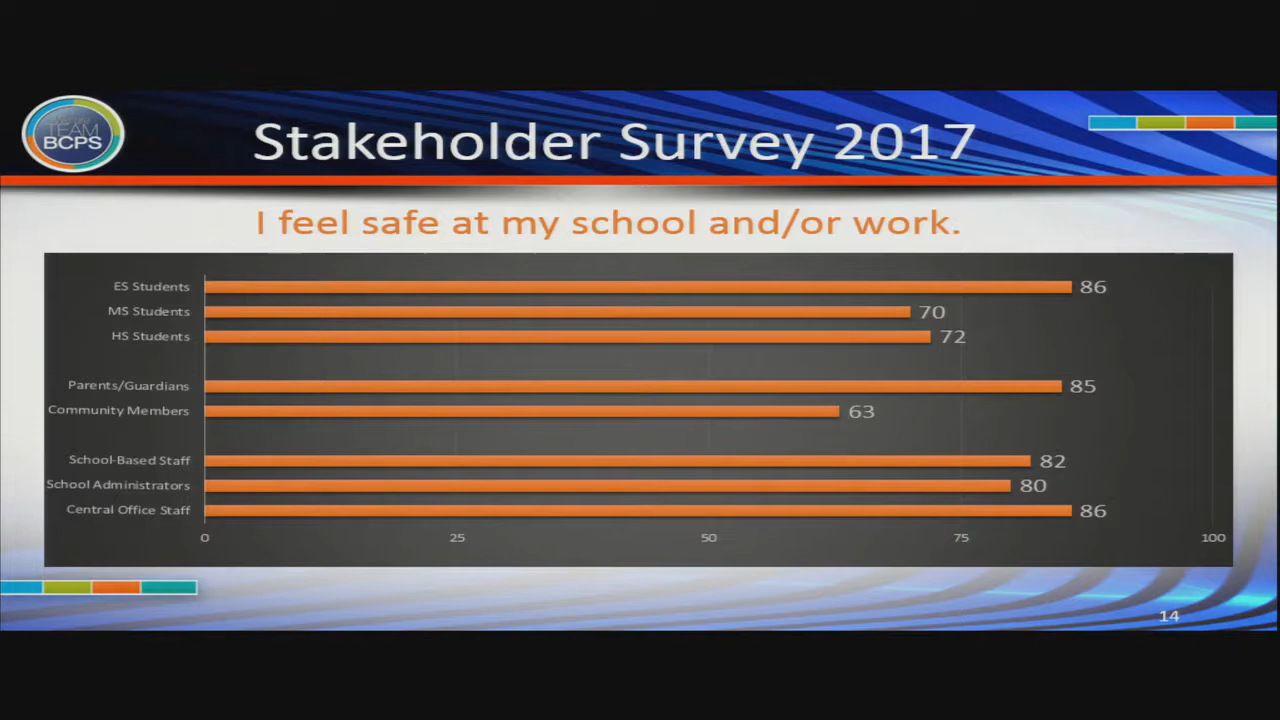 TEAM
BCPS
Stakeholder Survey 2017
I feel safe at my school and/or work.
ES Students 86
MS Students 70
HS Students 72
Parents/Guardians 85
Community Members 63
School-Based Staff 82
School Administrators 80
Central Office Staff 86
0 25 50 75 100
14